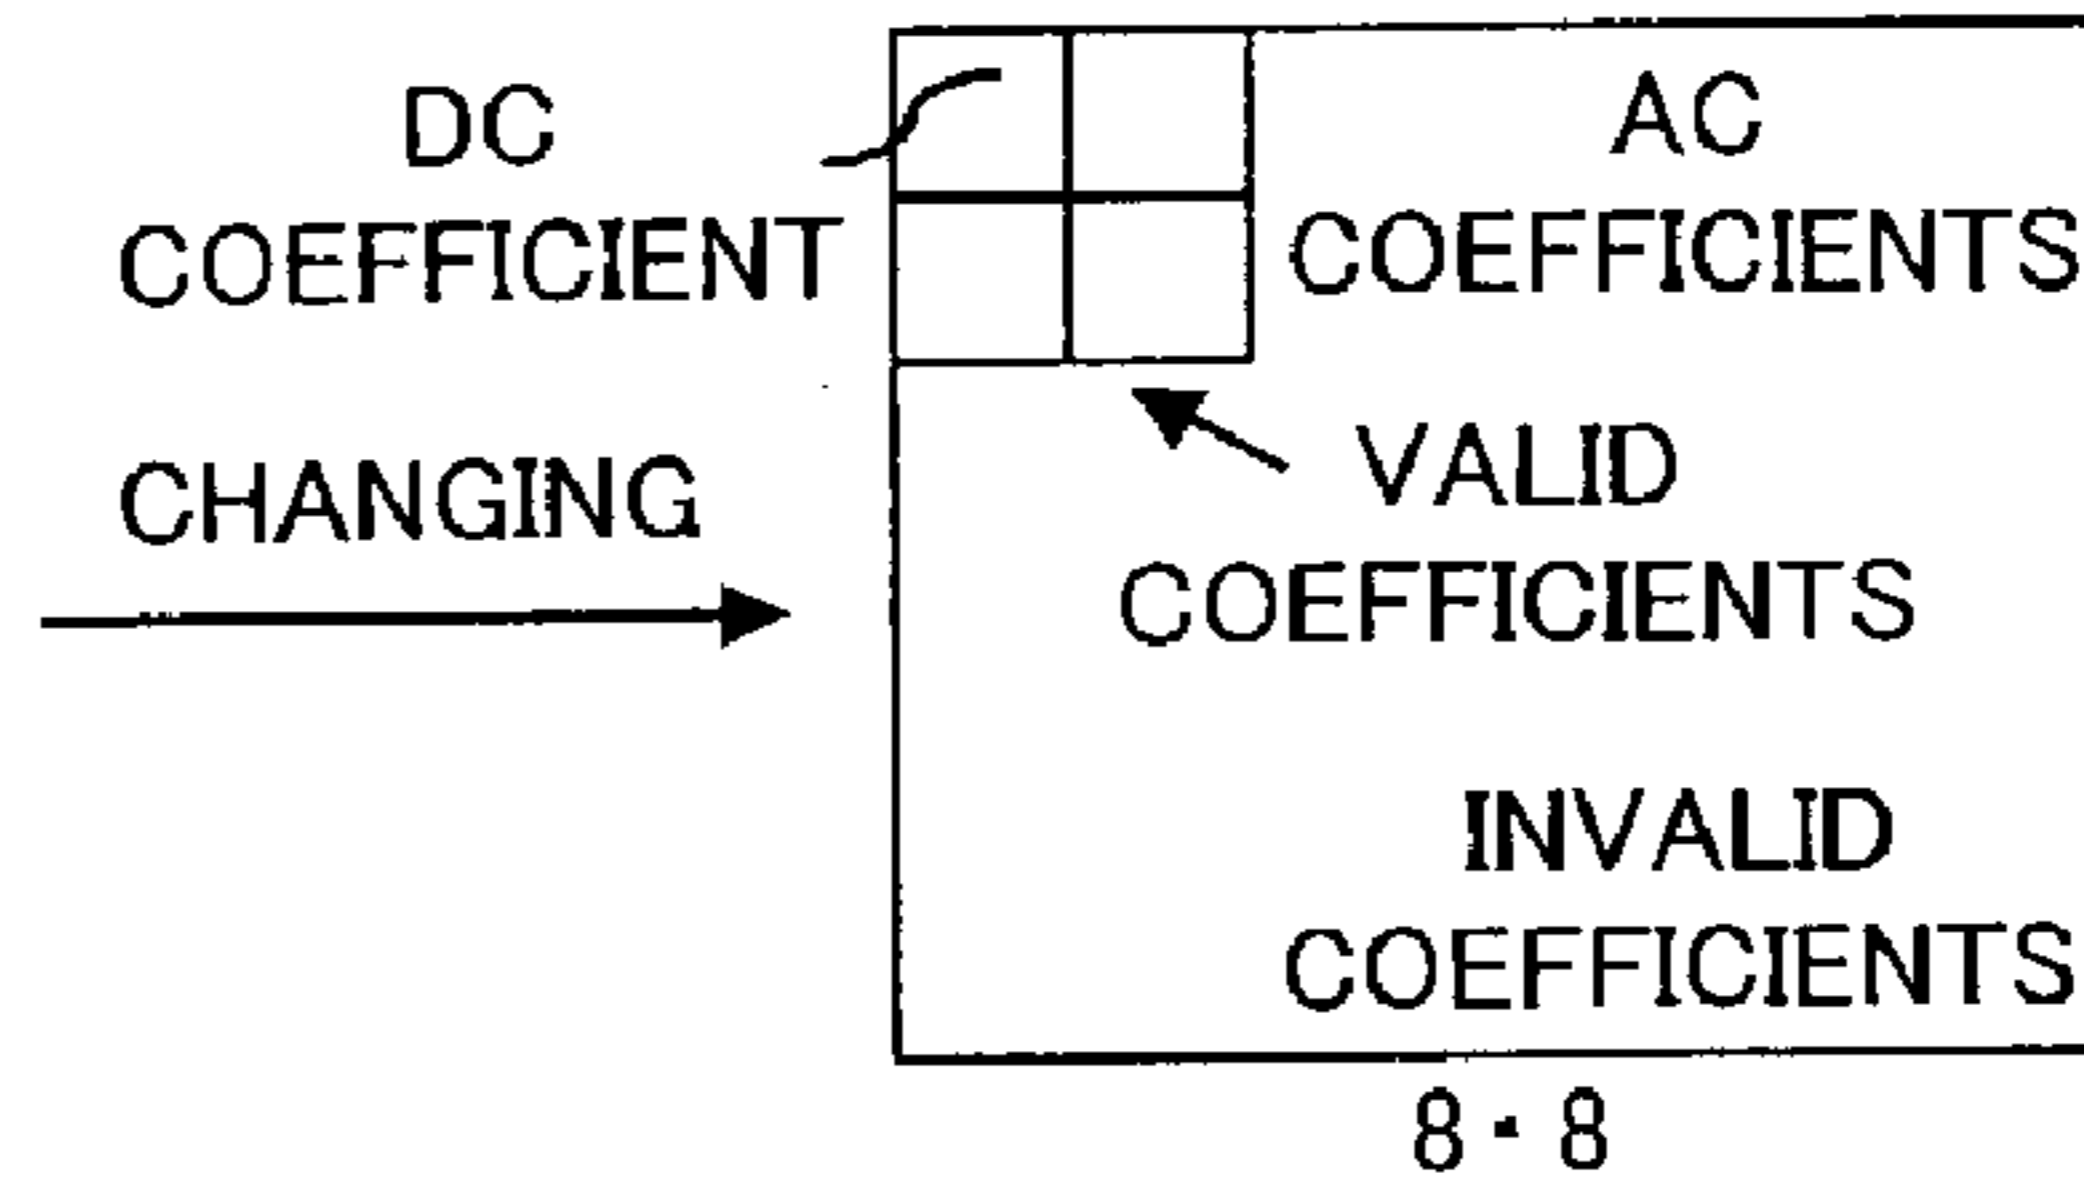 DC
COEFFICIENT
AC
COEFFICIENTS
CHANGING
VALID
COEFFICIENTS
INVALID
COEFFICIENTS
8・8